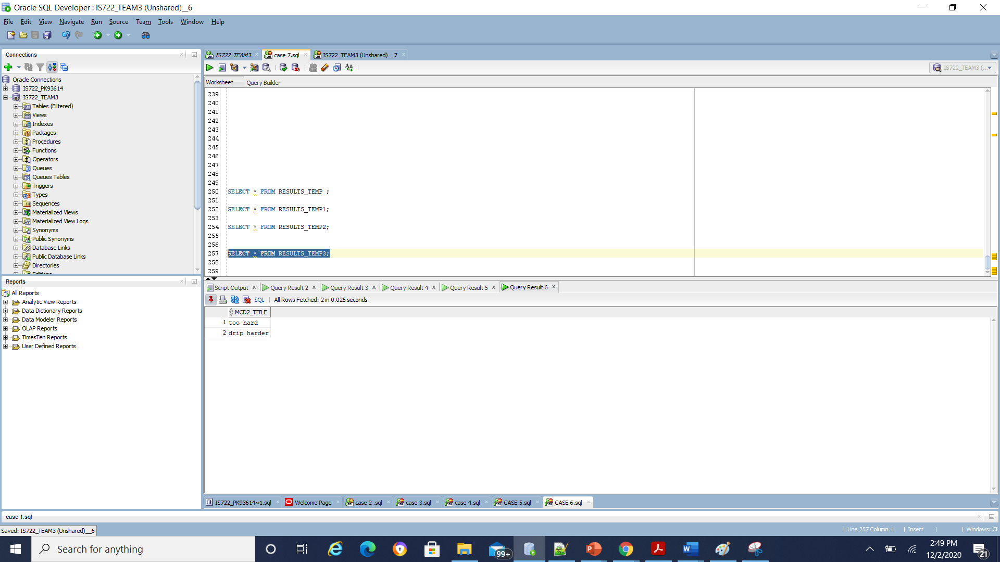 Oracle SQL Developer : IS722_TEAM3 (Unshared)__6
File Edit View Navigate Run Source Team Tools Window Help
Connections
Oracle Connections
IS722_PK93614
IS722_TEAM3
Tables (Filtered)
Views
Indexes
Packages
Procedures
Functions
Operators
Queues
Queues Tables
Triggers
Types
Sequences
Materialized Views
Materialized View Logs
Synonyms
Public Synonyms
Database Links
Public Database Links
Directories
Reports
All Reports
Analytic View Reports
Data Dictionary Reports
Data Modeler Reports
OLAP Reports
TimesTen Reports
User Defined Reports
IS722_TEAM3 case 7.sql IS722_TEAM3 (Unshared)__7
IS722_TEAM3 (...
Worksheet Query Builder
239
240
241
242
243
244
245
246
247
248
249
250 SELECT * FROM RESULTS_TEMP ;
251
252 SELECT * FROM RESULTS_TEMP1;
253
254 SELECT * FROM RESULTS_TEMP2;
255
256
257 SELECT * FROM RESULTS_TEMP3;
258
259
Script Output Query Result 2 Query Result 3 Query Result 4 Query Result 5 Query Result 6
SQL All Rows Fetched: 2 in 0.025 seconds
MCD2_TITLE
1 too hard
2 drip harder
IS722_PK93614~1.sql Welcome Page case 2 .sql case 3.sql case 4.sql CASE 5.sql CASE 6.sql
case 1.sql
Saved: IS722_TEAM3 (Unshared)__6
Line 257 Column 1 Insert Windows: CF
Search for anything
99+
2:49 PM
12/2/2020
21